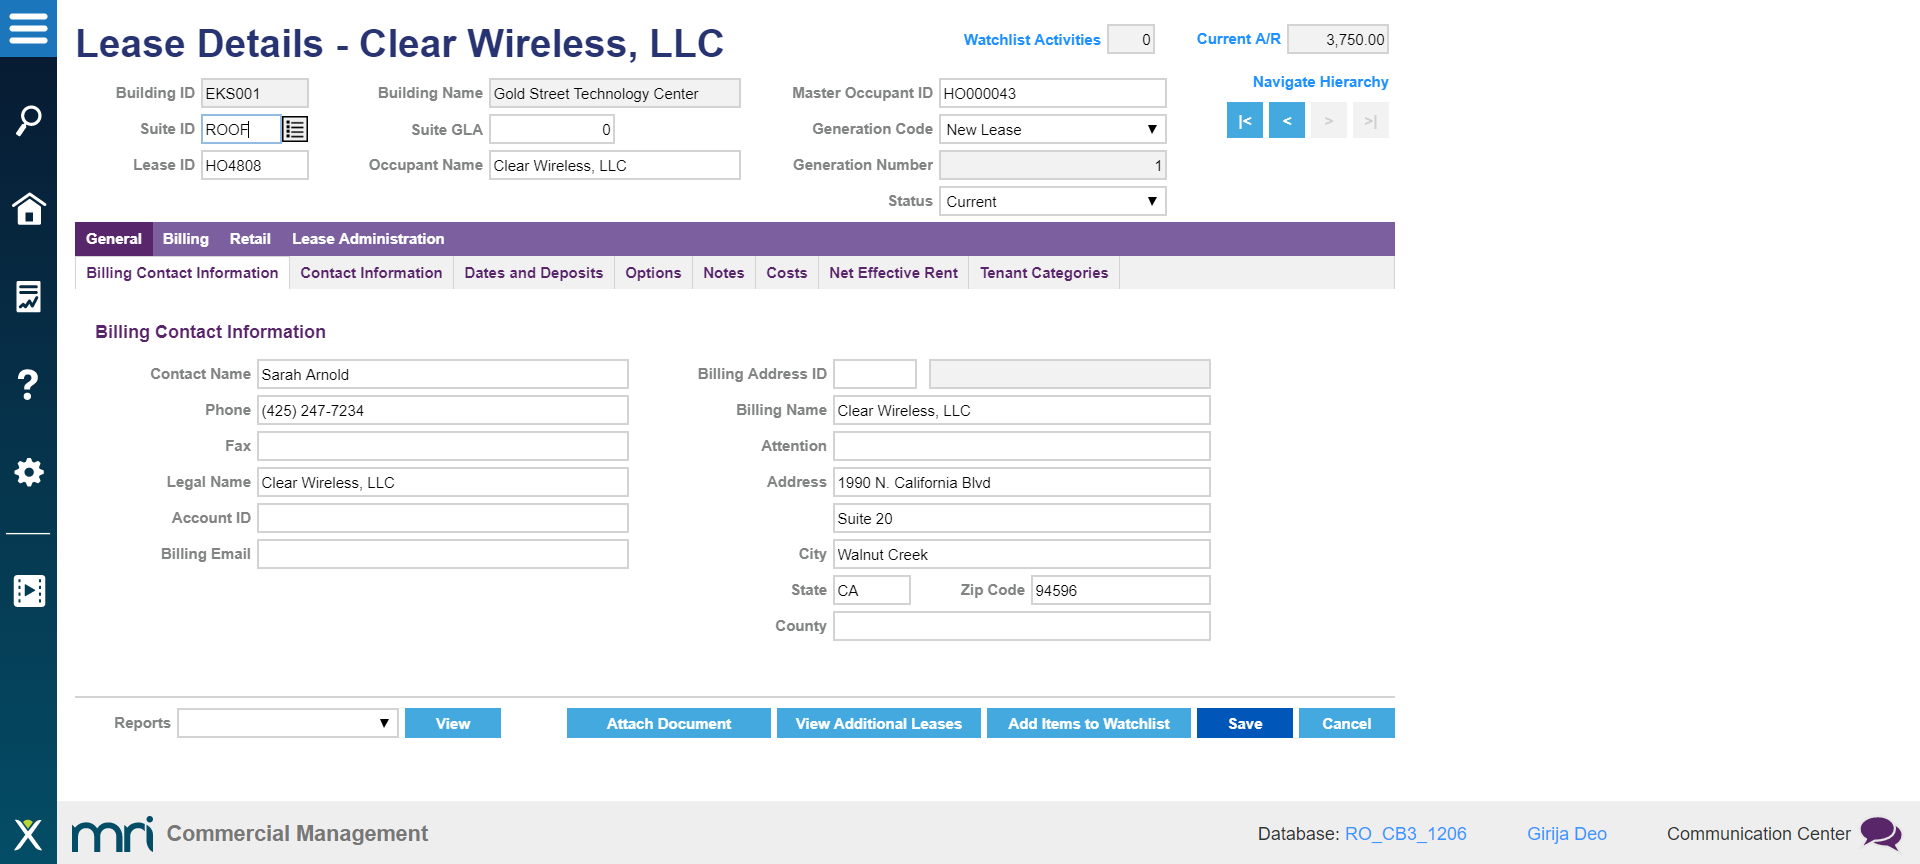 Lease Details - Clear Wireless, LLC
Watchlist Activities 0 Current A/R 3,750.00
Building ID EKS001 Building Name Gold Street Technology Center Master Occupant ID HO000043 Navigate Hierarchy
Suite ID ROOF Suite GLA 0 Generation Code New Lease ▼ |< < > >|
Lease ID HO4808 Occupant Name Clear Wireless, LLC Generation Number 1
Status Current ▼
General Billing Retail Lease Administration
Billing Contact Information Contact Information Dates and Deposits Options Notes Costs Net Effective Rent Tenant Categories
Billing Contact Information
Contact Name Sarah Arnold Billing Address ID
Phone (425) 247-7234 Billing Name Clear Wireless, LLC
Fax Attention
Legal Name Clear Wireless, LLC Address 1990 N. California Blvd
Account ID Suite 20
Billing Email City Walnut Creek
State CA Zip Code 94596
County
Reports ▼ View Attach Document View Additional Leases Add Items to Watchlist Save Cancel
mri Commercial Management Database: RO_CB3_1206 Girija Deo Communication Center